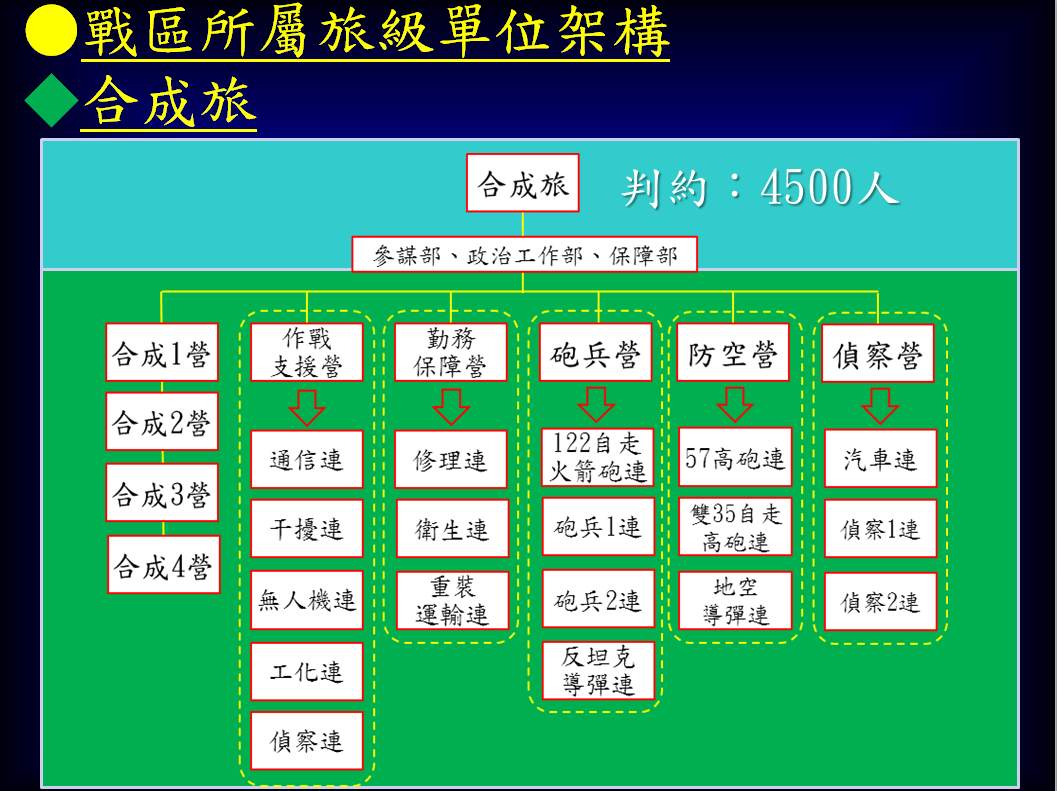 戰區所屬旅級單位架構
合成旅
合成旅
判約：4500人
參謀部、政治工作部、保障部
合成1營
合成2營
合成3營
合成4營
作戰
支援營
通信連
干擾連
無人機連
工化連
偵察連
勤務
保障營
修理連
衛生連
重裝
運輸連
砲兵營
122自走
火箭砲連
砲兵1連
砲兵2連
反坦克
導彈連
防空營
57高砲連
雙35自走
高砲連
地空
導彈連
偵察營
汽車連
偵察1連
偵察2連